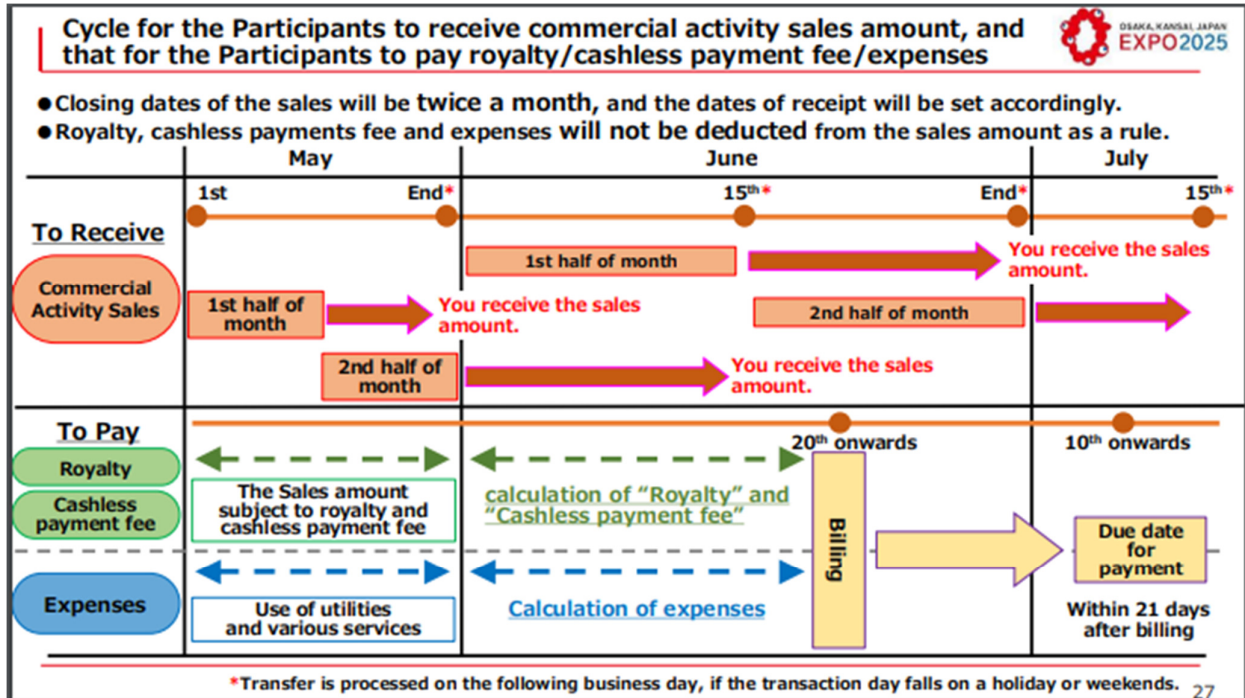 Cycle for the Participants to receive commercial activity sales amount, and
that for the Participants to pay royalty/cashless payment fee/expenses
OSAKA, KANSAI, JAPAN
EXPO2025
●Closing dates of the sales will be twice a month, and the dates of receipt will be set accordingly.
●Royalty, cashless payments fee and expenses will not be deducted from the sales amount as a rule.
May
June
July
1st
End*
15th*
End*
15th*
To Receive
Commercial
Activity Sales
1st half of month
You receive the sales
amount.
1st half of
month
You receive the sales
amount.
2nd half of month
2nd half of
month
You receive the sales
amount.
To Pay
20th onwards
10th onwards
Royalty
Cashless
payment fee
The Sales amount
subject to royalty and
cashless payment fee
calculation of “Royalty” and
“Cashless payment fee”
Billing
Due date
for
payment
Expenses
Use of utilities
and various services
Calculation of expenses
Within 21 days
after billing
*Transfer is processed on the following business day, if the transaction day falls on a holiday or weekends.
27